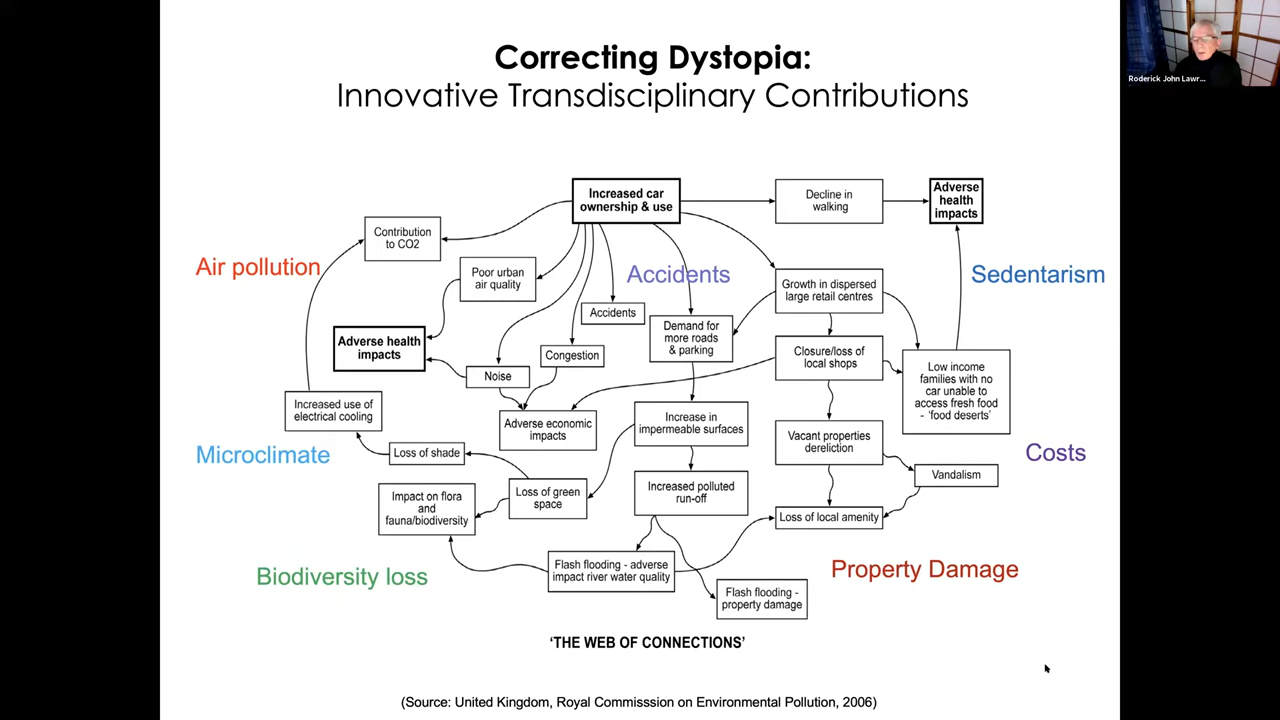 Correcting Dystopia:
Innovative Transdisciplinary Contributions
Roderick John Lawr...
Increased car
ownership & use
Decline in
walking
Adverse
health
impacts
Contribution
to CO2
Air pollution
Poor urban
air quality
Accidents
Growth in dispersed
large retail centres
Sedentarism
Accidents
Demand for
more roads
& parking
Adverse health
impacts
Congestion
Closure/loss of
local shops
Noise
Low income
families with no
car unable to
access fresh food
- ‘food deserts’
Increased use of
electrical cooling
Adverse economic
impacts
Increase in
impermeable surfaces
Vacant properties
dereliction
Microclimate
Loss of shade
Costs
Vandalism
Impact on flora
and
fauna/biodiversity
Loss of green
space
Increased polluted
run-off
Loss of local amenity
Biodiversity loss
Flash flooding - adverse
impact river water quality
Property Damage
Flash flooding -
property damage
‘THE WEB OF CONNECTIONS’
(Source: United Kingdom, Royal Commisssion on Environmental Pollution, 2006)